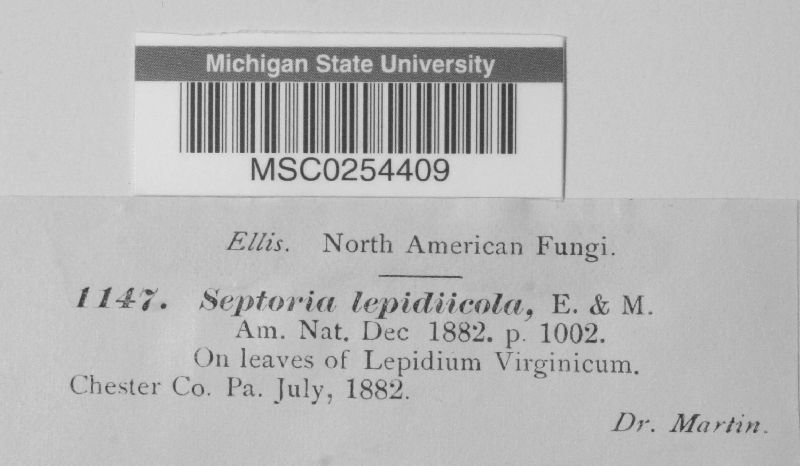 Michigan State University
MSC0254409
Ellis. North American Fungi.
1147. Septoria lepidiicola, E. & M.
Am. Nat. Dec 1882. p. 1002.
On leaves of Lepidium Virginicum.
Chester Co. Pa. July, 1882.
Dr. Martin.